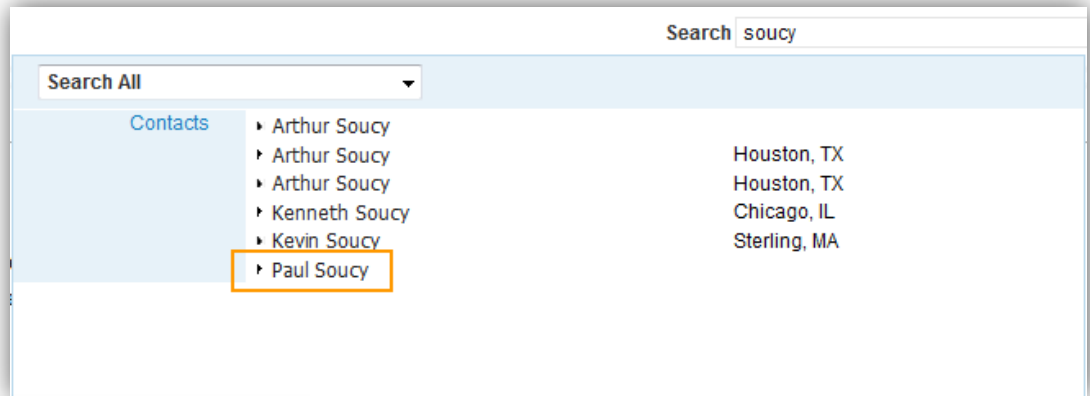 Search soucy
Search All
Contacts Arthur Soucy
Arthur Soucy Houston, TX
Arthur Soucy Houston, TX
Kenneth Soucy Chicago, IL
Kevin Soucy Sterling, MA
Paul Soucy